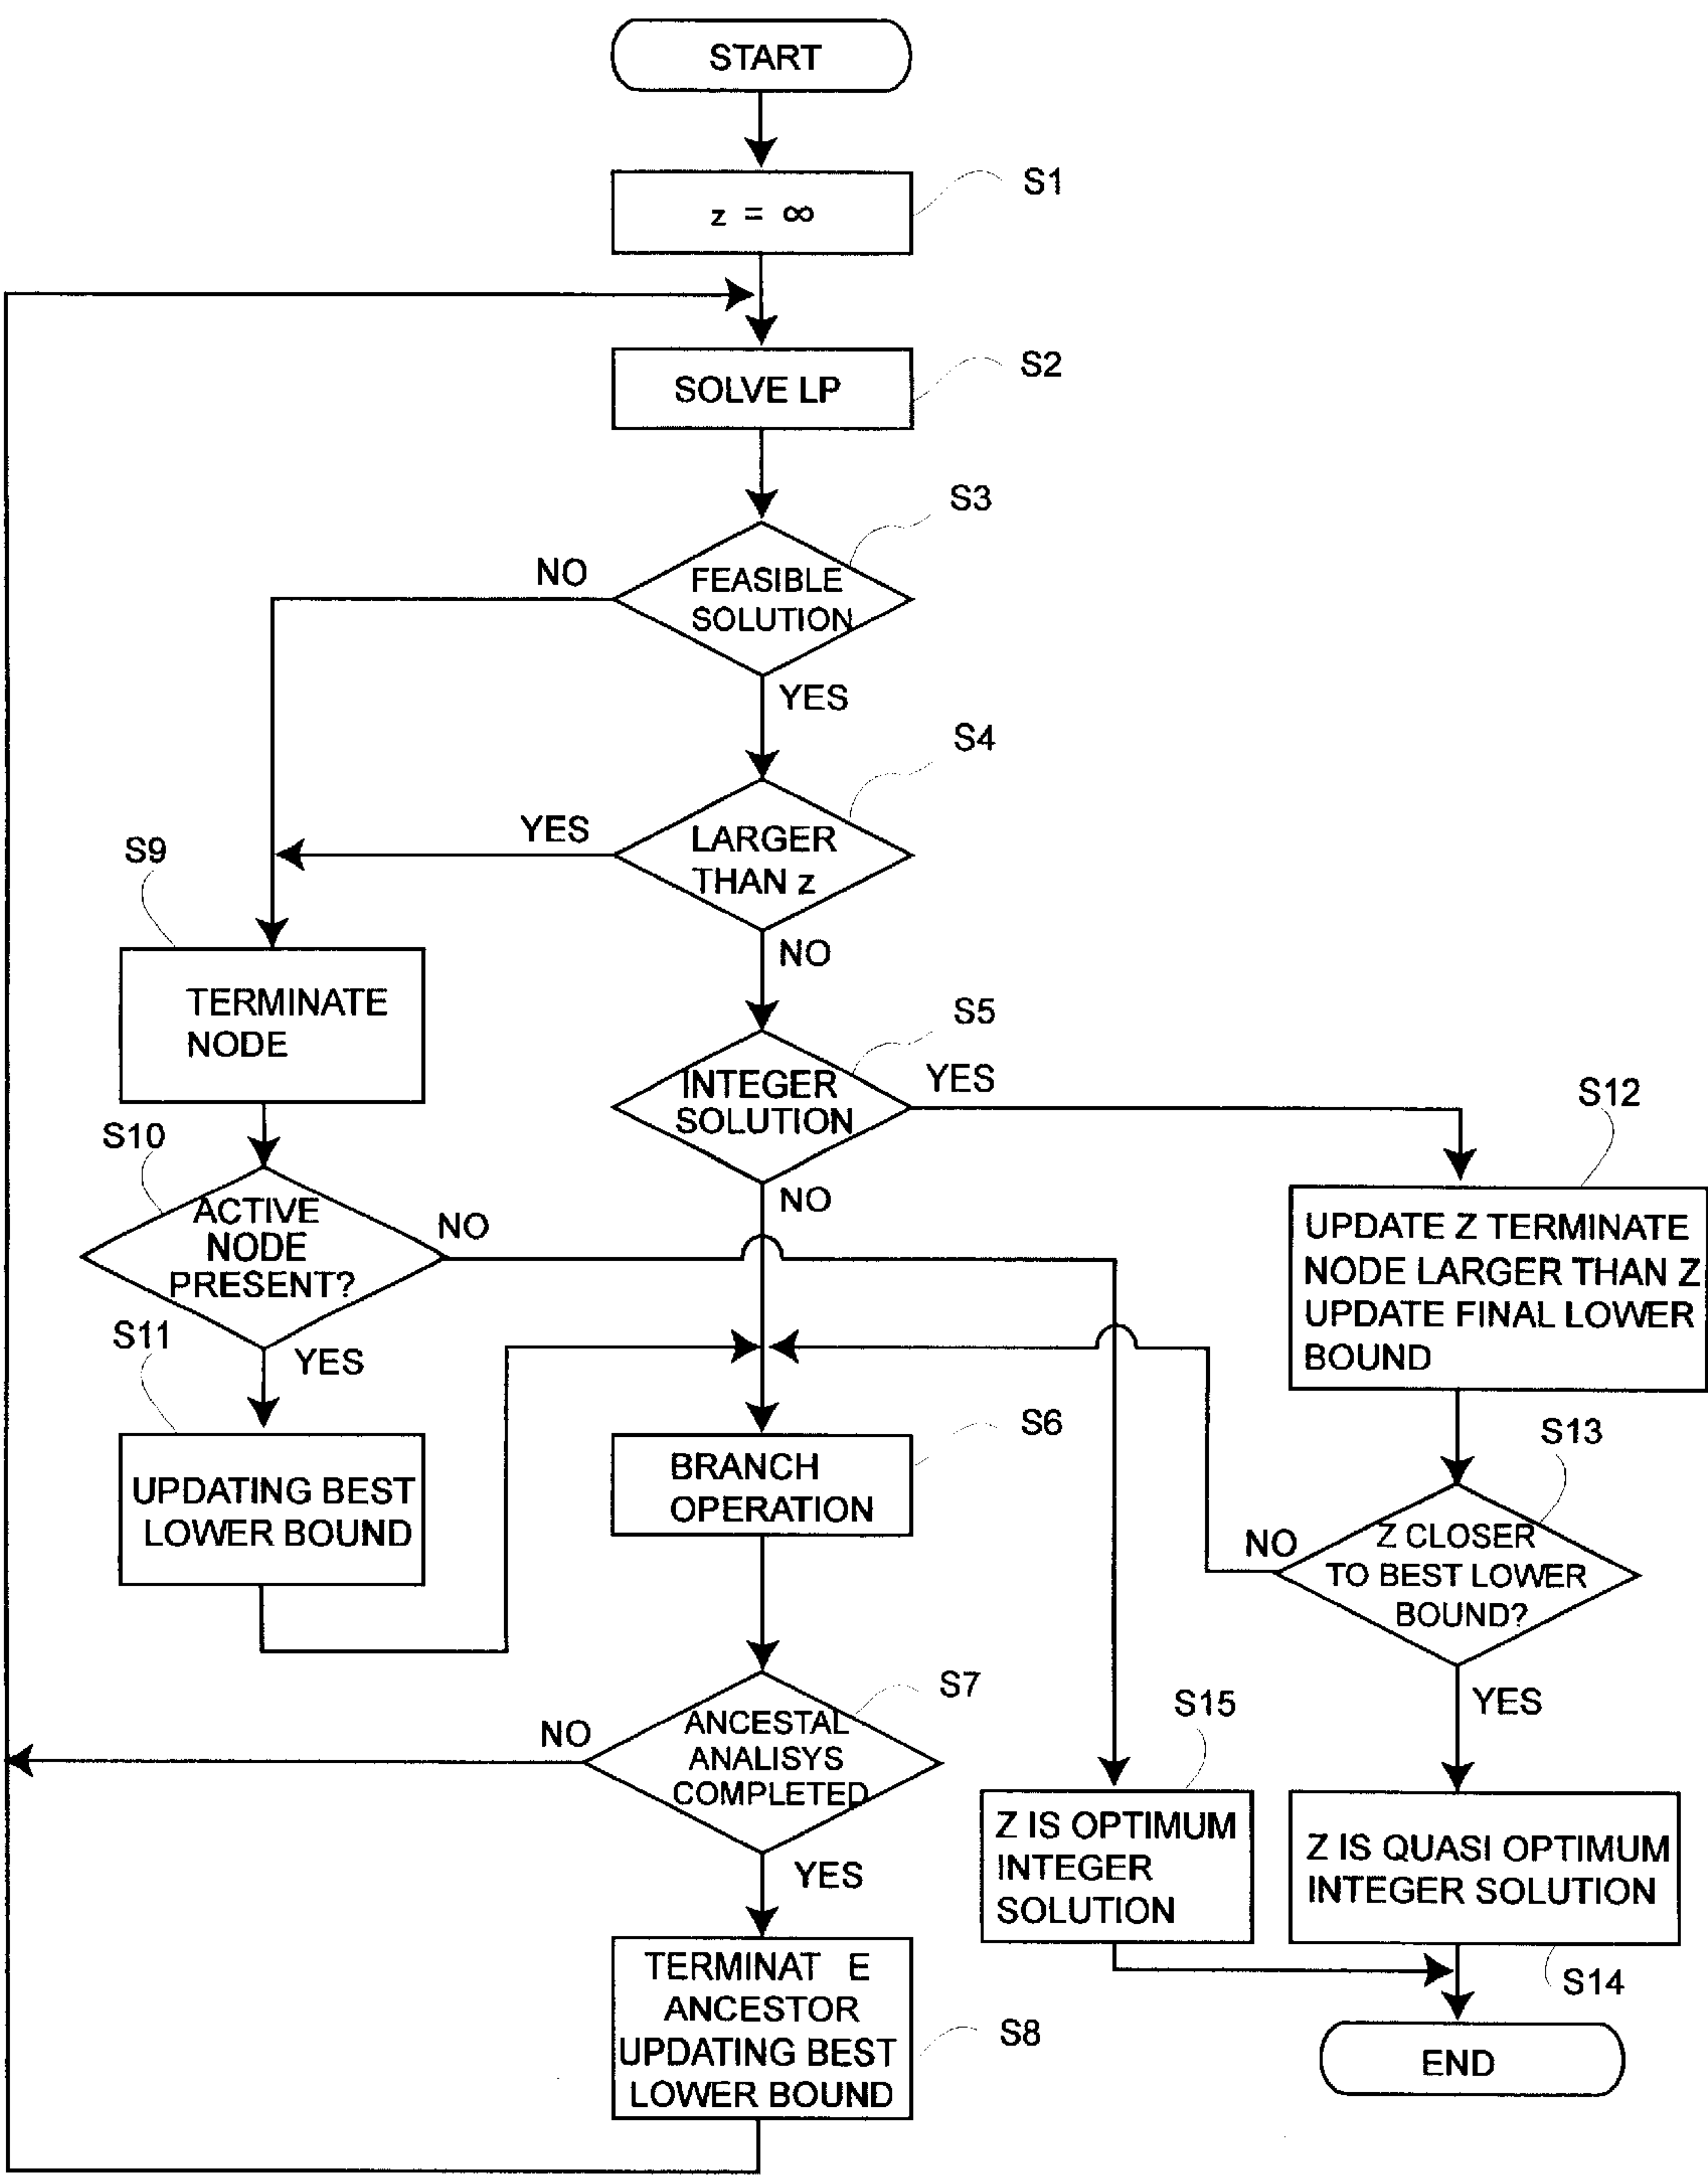 START
S1
z = ∞
S2
SOLVE LP
S3
NO
FEASIBLE
SOLUTION
YES
S4
YES
LARGER
THAN z
S9
NO
TERMINATE
NODE
S5
INTEGER
SOLUTION
YES
S12
S10
NO
UPDATE Z TERMINATE
NODE LARGER THAN Z
UPDATE FINAL LOWER
BOUND
ACTIVE
NODE
PRESENT?
NO
S11
YES
S6
S13
UPDATING BEST
LOWER BOUND
BRANCH
OPERATION
NO
Z CLOSER
TO BEST LOWER
BOUND?
S7
YES
S15
NO
ANCESTAL
ANALISYS
COMPLETED
Z IS OPTIMUM
INTEGER
SOLUTION
Z IS QUASI OPTIMUM
INTEGER SOLUTION
YES
S14
TERMINAT E
ANCESTOR
UPDATING BEST
LOWER BOUND
S8
END